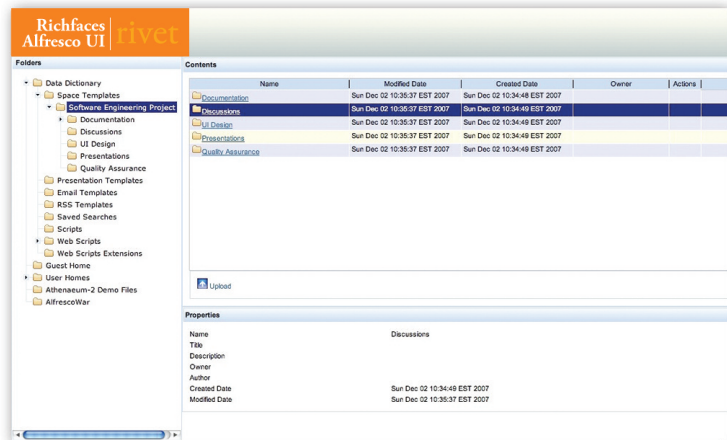 Richfaces
Alfresco UI
rivet
Folders
Data Dictionary
Space Templates
Software Engineering Project
Documentation
Discussions
UI Design
Presentations
Quality Assurance
Presentation Templates
Email Templates
RSS Templates
Saved Searches
Scripts
Web Scripts
Web Scripts Extensions
Guest Home
User Homes
Athenaeum-2 Demo Files
AlfrescoWar
Contents
Name Modified Date Created Date Owner Actions
Documentation Sun Dec 02 10:35:37 EST 2007 Sun Dec 02 10:34:48 EST 2007
Discussions Sun Dec 02 10:35:37 EST 2007 Sun Dec 02 10:34:49 EST 2007
UI Design Sun Dec 02 10:35:37 EST 2007 Sun Dec 02 10:34:49 EST 2007
Presentations Sun Dec 02 10:35:37 EST 2007 Sun Dec 02 10:34:49 EST 2007
Quality Assurance Sun Dec 02 10:35:37 EST 2007 Sun Dec 02 10:34:49 EST 2007
Upload
Properties
Name Discussions
Title
Description
Owner
Author
Created Date Sun Dec 02 10:34:49 EST 2007
Modified Date Sun Dec 02 10:35:37 EST 2007